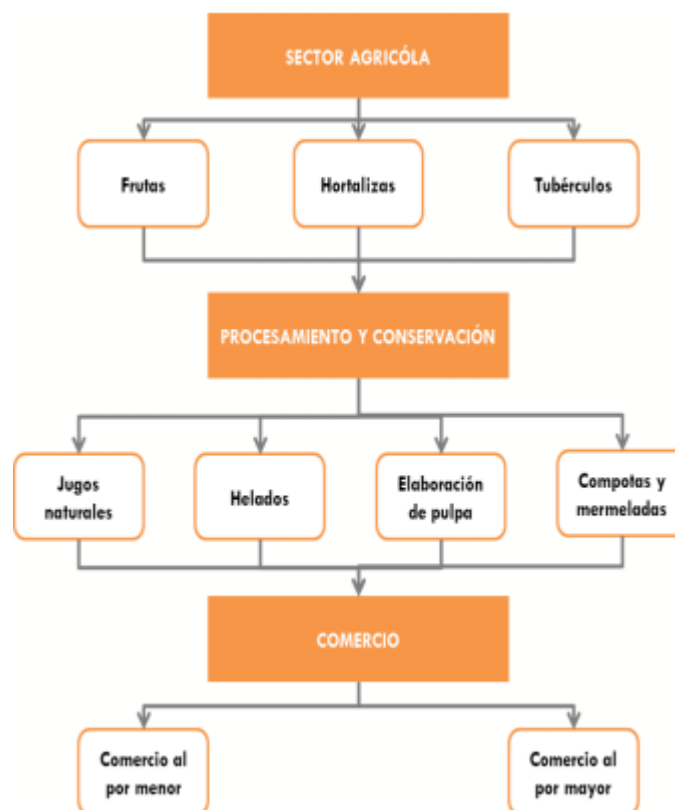 SECTOR AGRICÓLA
Frutas
Hortalizas
Tubérculos
PROCESAMIENTO Y CONSERVACIÓN
Jugos
naturales
Helados
Elaboración
de pulpa
Compotas y
mermeladas
COMERCIO
Comercio al
por menor
Comercio al
por mayor